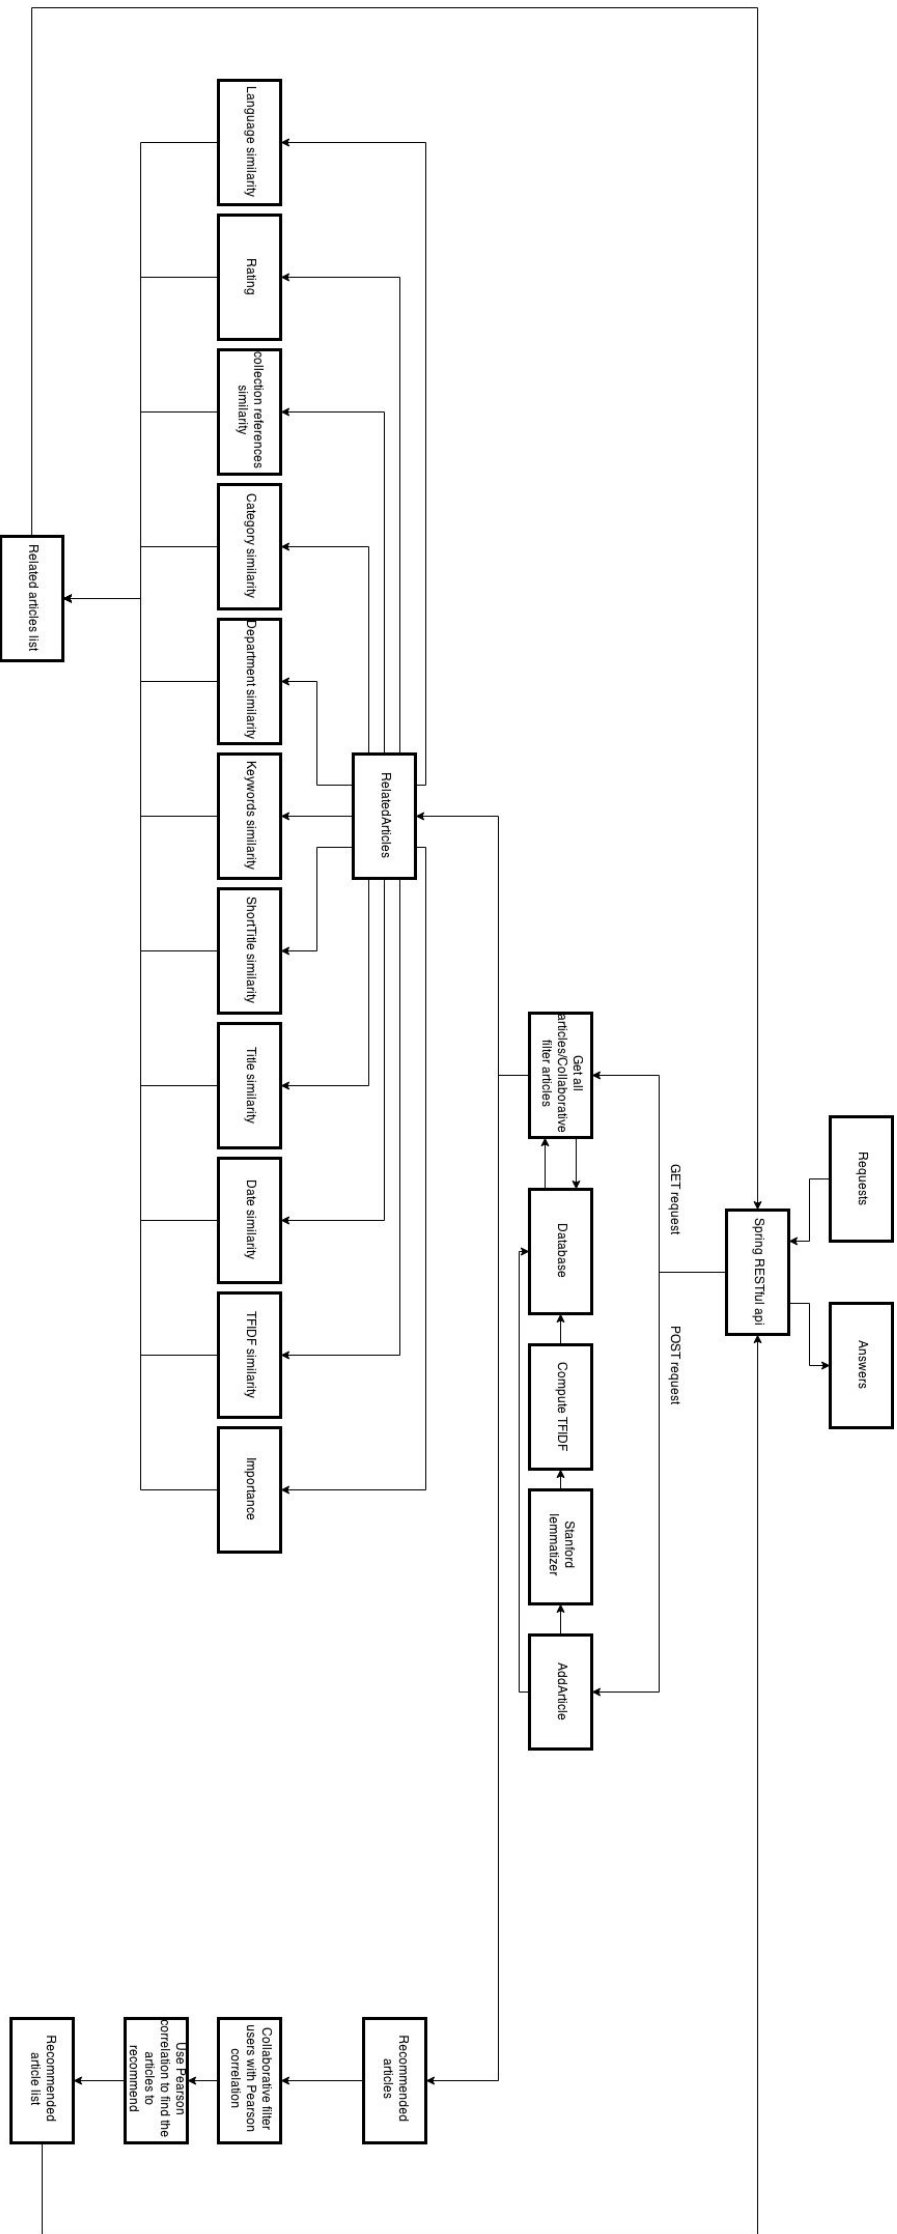 Requests
Answers
Spring RESTful api
GET request
POST request
Get all
articles/Collaborative
filter articles
Database
Compute TFIDF
Stanford
lemmatizer
AddArticle
RelatedArticles
Recommended
articles
Language similarity
Rating
collection references
similarity
Category similarity
Department similarity
Keywords similarity
ShortTitle similarity
Title similarity
Date similarity
TFIDF similarity
Importance
Collaborative filter
users with Pearson
correlation
Use Pearson
correlation to find the
articles to
recommend
Related articles list
Recommended
article list